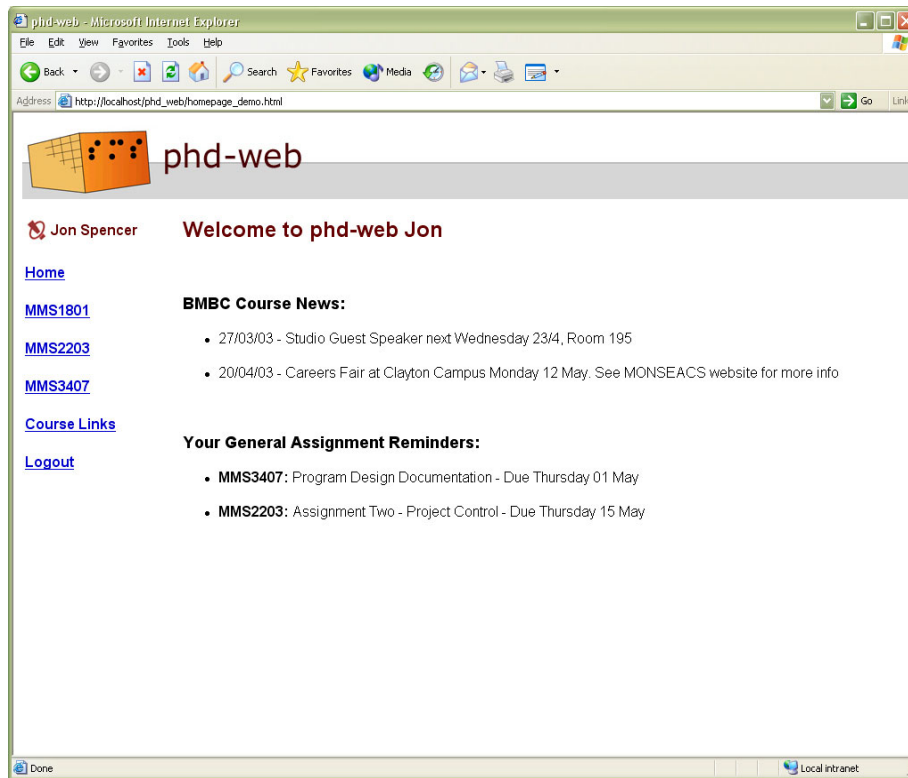 phd-web - Microsoft Internet Explorer
File Edit View Favorites Tools Help
Back Search Favorites Media
Address http://localhost/phd_web/homepage_demo.html Go
phd-web
Jon Spencer
Welcome to phd-web Jon
Home
MMS1801
MMS2203
MMS3407
Course Links
Logout
BMBC Course News:
27/03/03 - Studio Guest Speaker next Wednesday 23/4, Room 195
20/04/03 - Careers Fair at Clayton Campus Monday 12 May. See MONSEACS website for more info
Your General Assignment Reminders:
MMS3407: Program Design Documentation - Due Thursday 01 May
MMS2203: Assignment Two - Project Control - Due Thursday 15 May
Done Local intranet